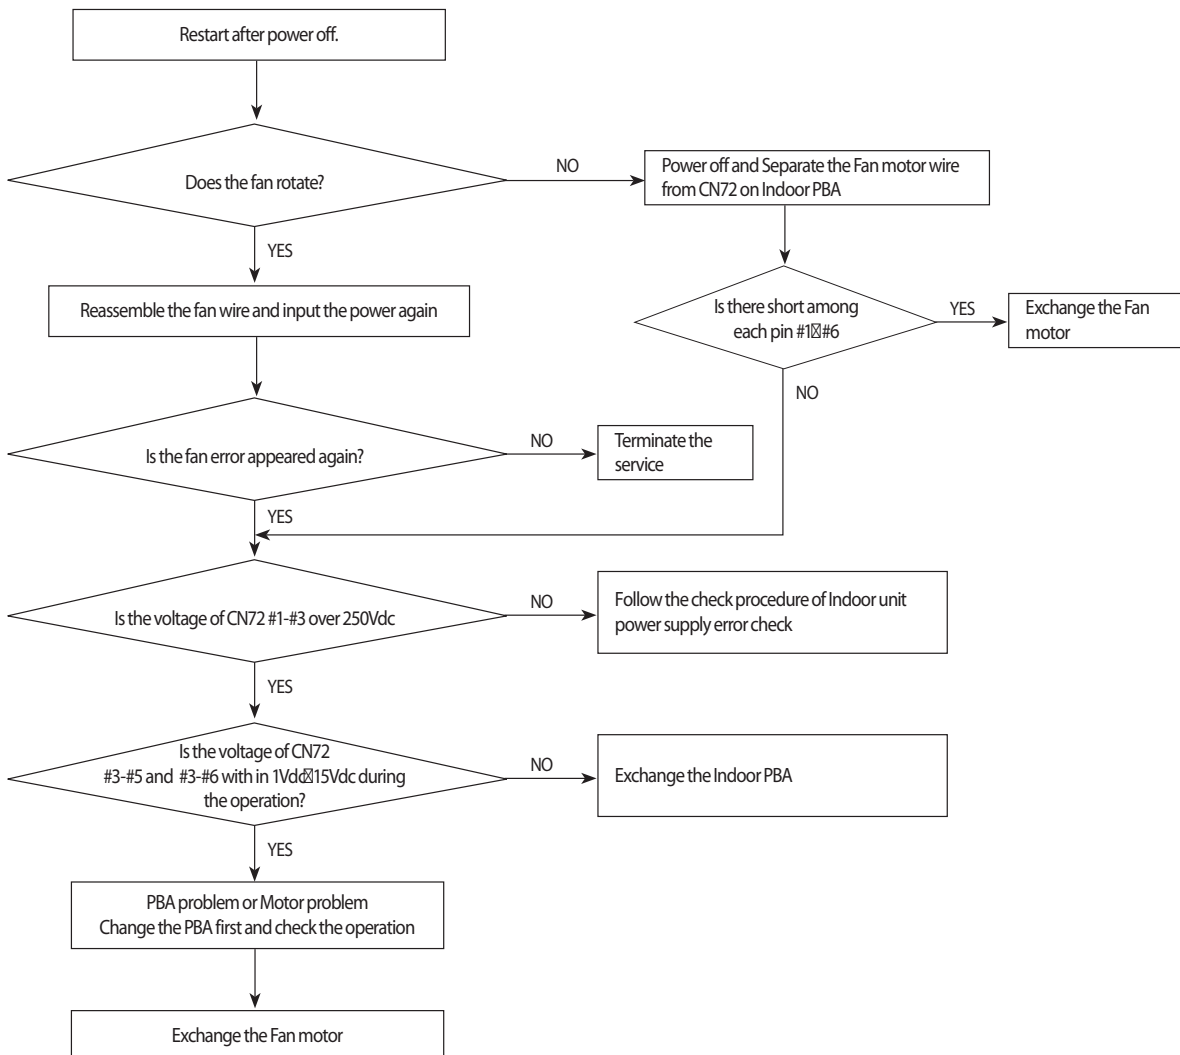 Restart after power off.
Does the fan rotate?
NO
Power off and Separate the Fan motor wire
from CN72 on Indoor PBA
YES
Reassemble the fan wire and input the power again
Is there short among
each pin #1☒#6
YES
Exchange the Fan
motor
NO
Is the fan error appeared again?
NO
Terminate the
service
YES
Is the voltage of CN72 #1-#3 over 250Vdc
NO
Follow the check procedure of Indoor unit
power supply error check
YES
Is the voltage of CN72
#3-#5 and #3-#6 with in 1Vdc☒15Vdc during
the operation?
NO
Exchange the Indoor PBA
YES
PBA problem or Motor problem
Change the PBA first and check the operation
Exchange the Fan motor